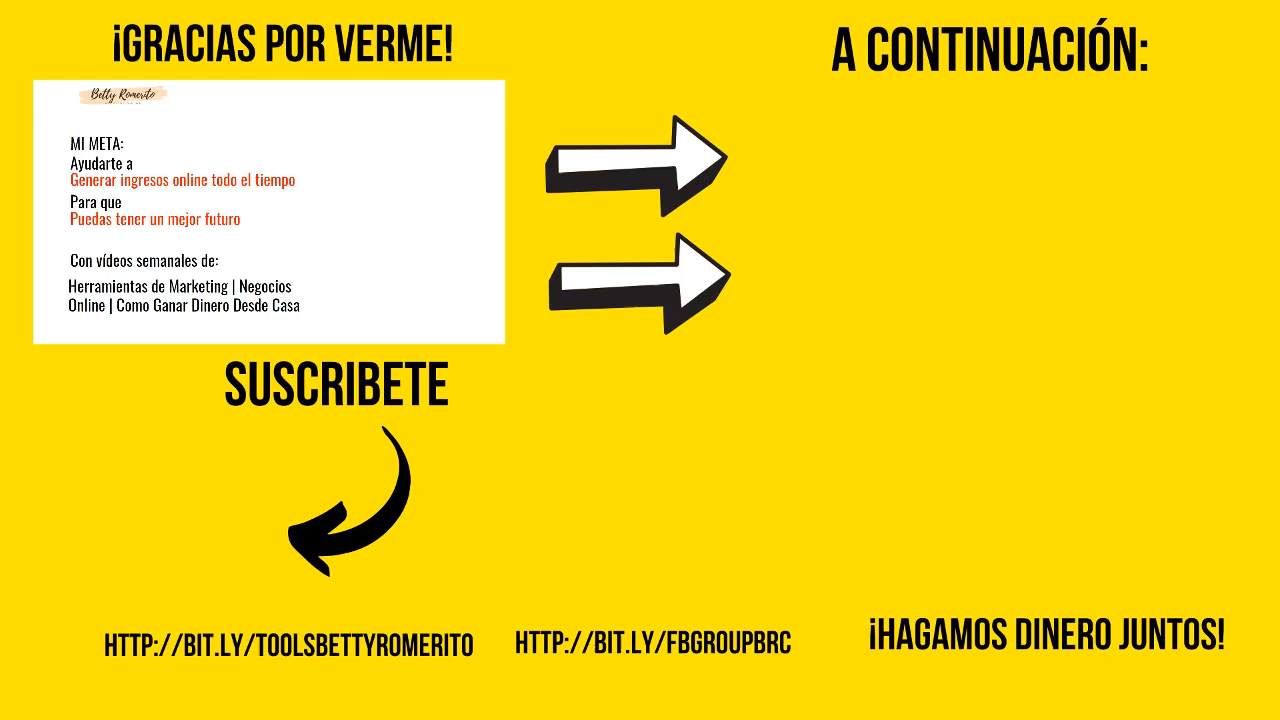 ¡GRACIAS POR VERME!
A CONTINUACIÓN:
Betty Romerito
MI META:
Ayudarte a
Generar ingresos online todo el tiempo
Para que
Puedas tener un mejor futuro
Con vídeos semanales de:
Herramientas de Marketing | Negocios
Online | Como Ganar Dinero Desde Casa
SUSCRIBETE
HTTP://BIT.LY/TOOLSBETTYROMERITO
HTTP://BIT.LY/FBGROUPBRC
¡HAGAMOS DINERO JUNTOS!